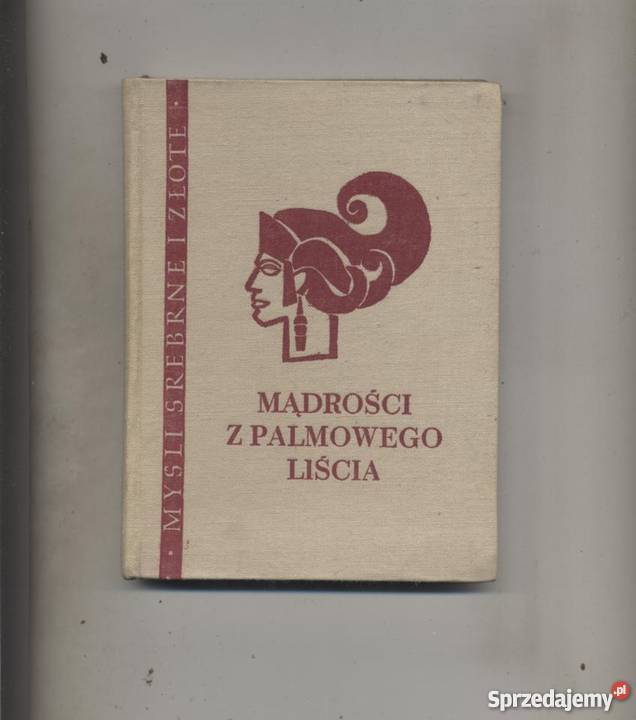 · MYŚLI SREBRNE I ZŁOTE ·
MĄDROŚCI
Z PALMOWEGO
LIŚCIA
Sprzedajemy.pl